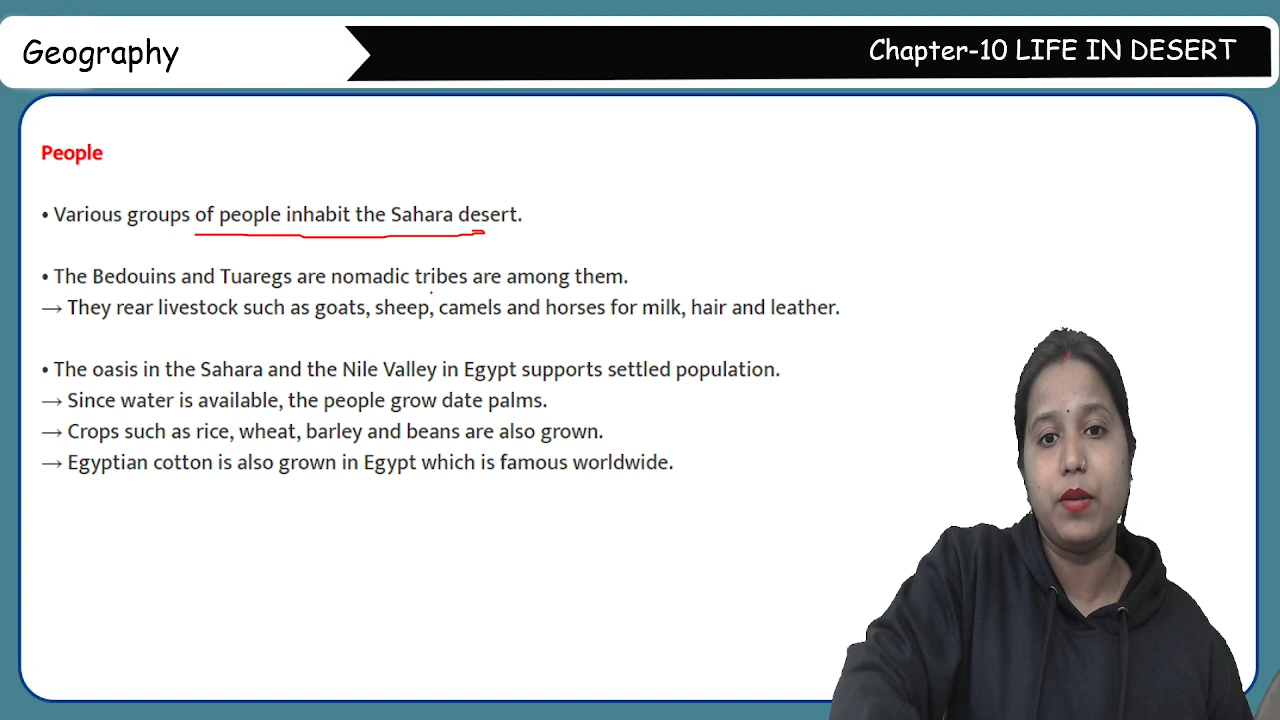 Geography
Chapter-10 LIFE IN DESERT
People
• Various groups of people inhabit the Sahara desert.
• The Bedouins and Tuaregs are nomadic tribes are among them.
→ They rear livestock such as goats, sheep, camels and horses for milk, hair and leather.
• The oasis in the Sahara and the Nile Valley in Egypt supports settled population.
→ Since water is available, the people grow date palms.
→ Crops such as rice, wheat, barley and beans are also grown.
→ Egyptian cotton is also grown in Egypt which is famous worldwide.